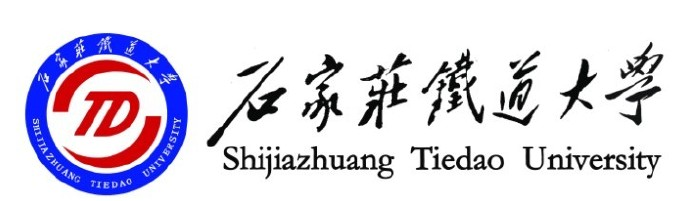 石家莊鐵道大學
TD
SHIJIAZHUANG TIEDAO UNIVERSITY
石家莊鐵道大學
Shijiazhuang Tiedao University